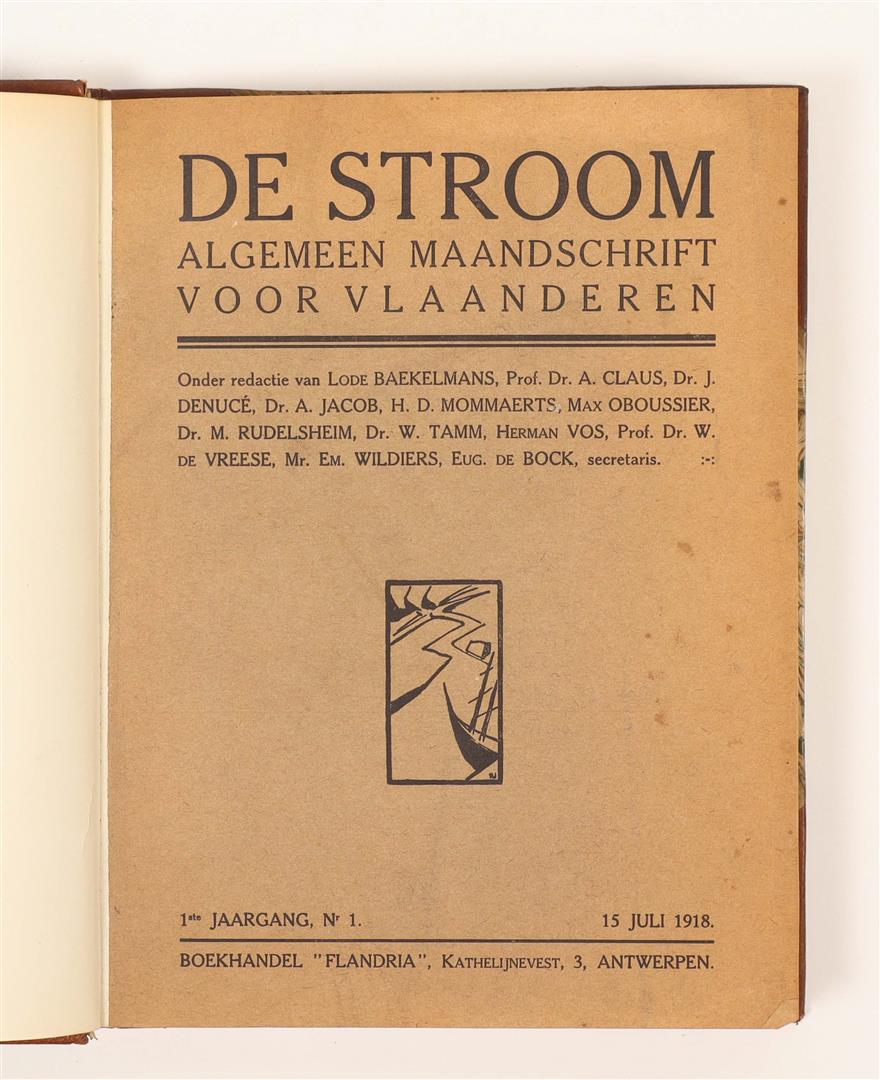 DE STROOM
ALGEMEEN MAANDSCHRIFT
VOOR VLAANDEREN
Onder redactie van LODE BAEKELMANS, Prof. Dr. A. CLAUS, Dr. J.
DENUCÉ, Dr. A. JACOB, H. D. MOMMAERTS, MAX OBOUSSIER,
Dr. M. RUDELSHEIM, Dr. W. TAMM, HERMAN VOS, Prof. Dr. W.
DE VREESE, Mr. EM. WILDIERS, EUG. DE BOCK, secretaris. :-:
1ste JAARGANG, Nr 1. 15 JULI 1918.
BOEKHANDEL "FLANDRIA", KATHELIJNEVEST, 3, ANTWERPEN.